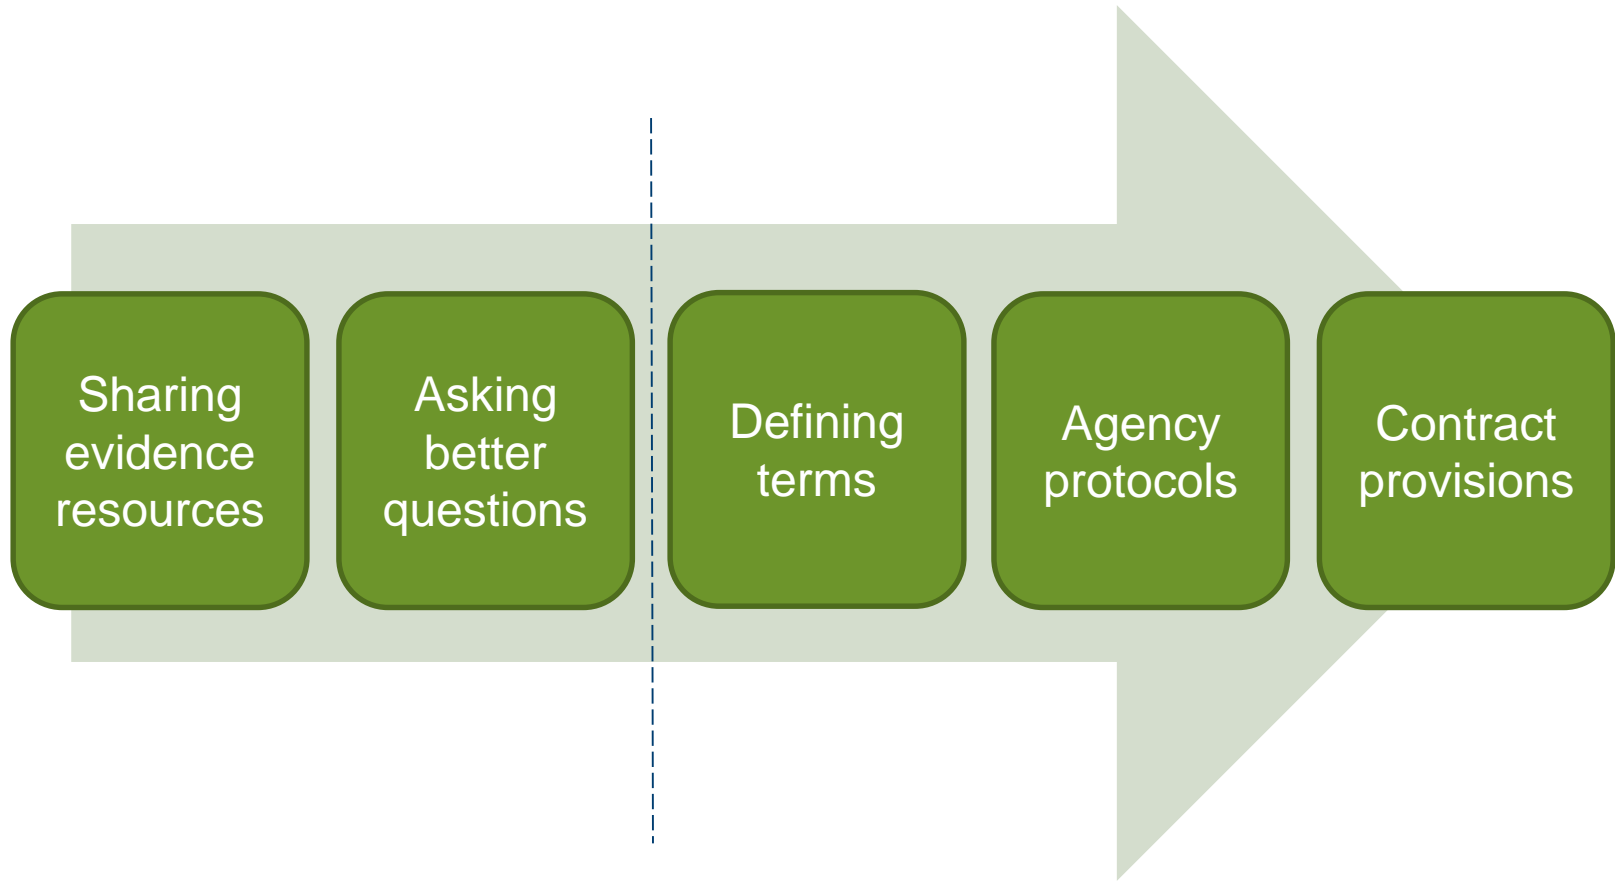 Sharing
evidence
resources
Asking
better
questions
Defining
terms
Agency
protocols
Contract
provisions